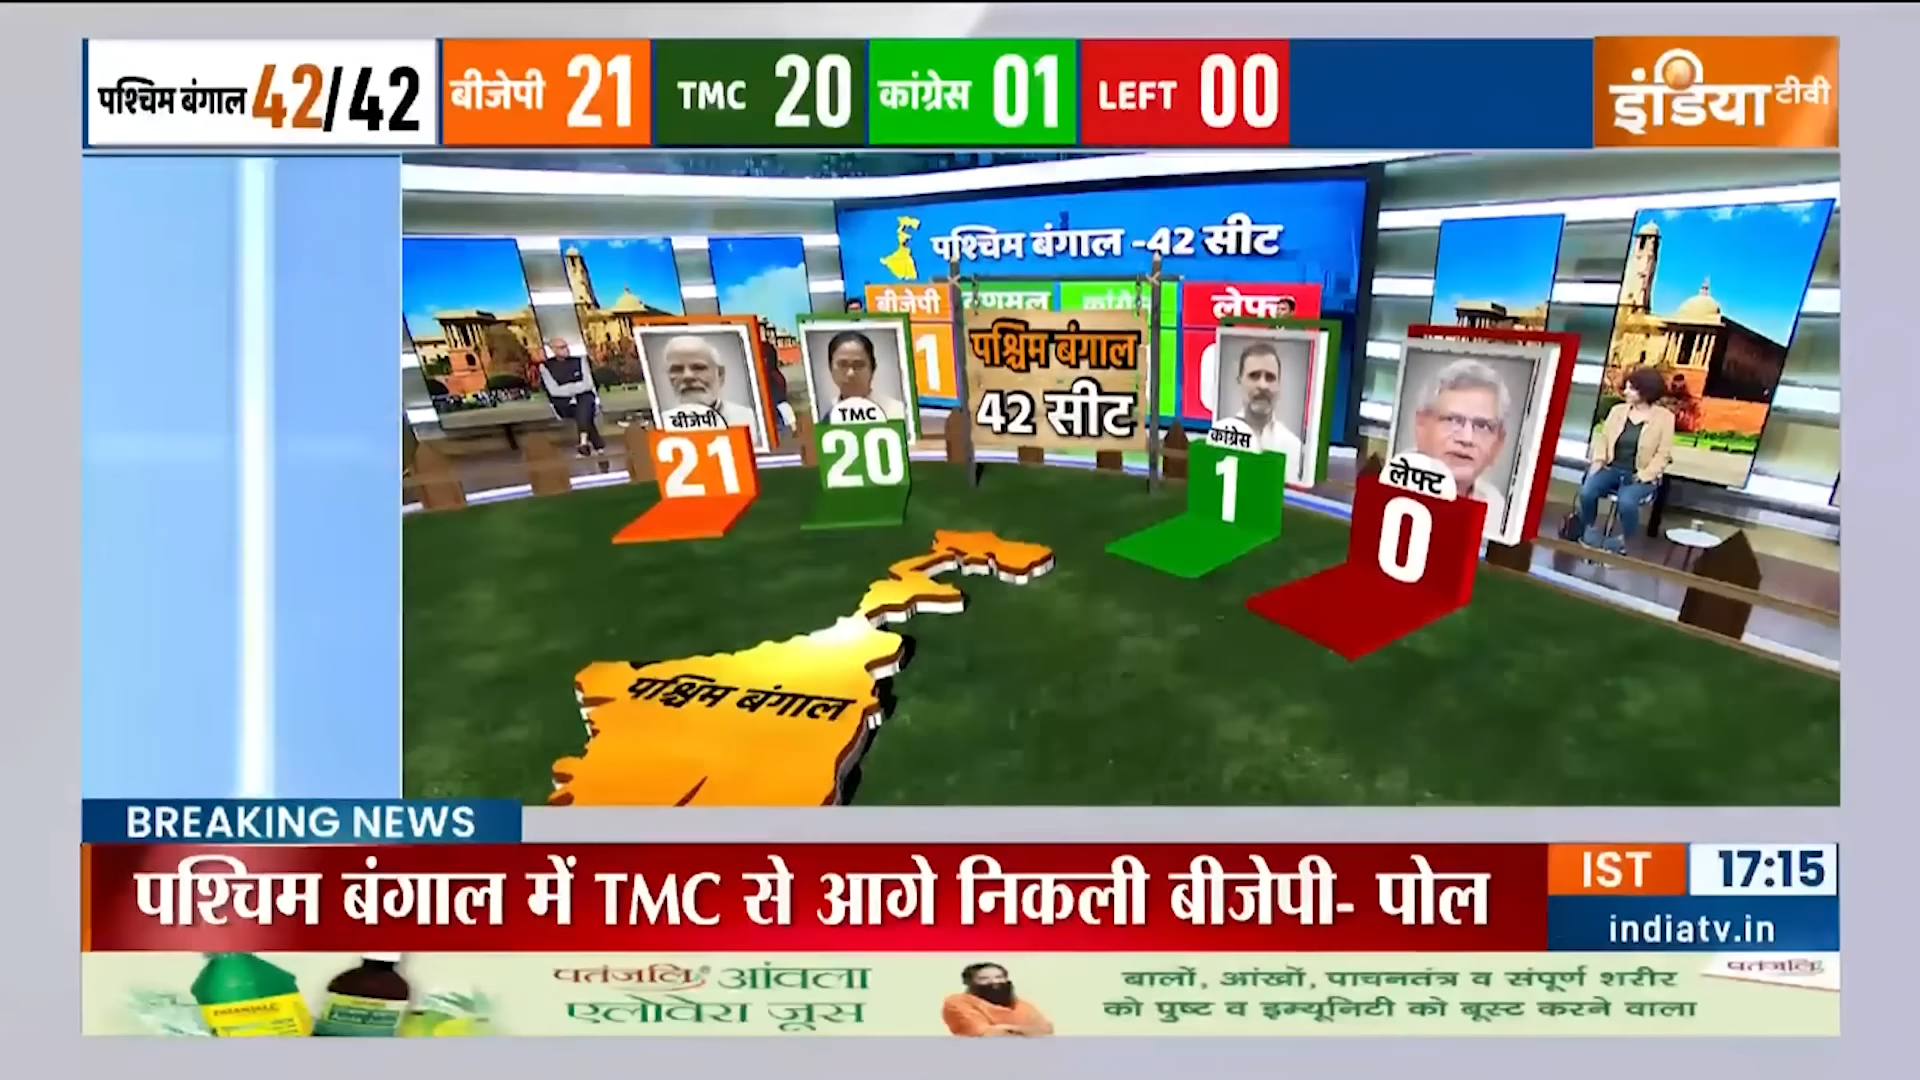 पश्चिम बंगाल 42/42
बीजेपी 21
TMC 20
कांग्रेस 01
LEFT 00
इंडिया टीवी
पश्चिम बंगाल -42 सीट
बीजेपी
लेफ्ट
1
पश्चिम बंगाल
42 सीट
बीजेपी
21
TMC
20
कांग्रेस
1
लेफ्ट
0
पश्चिम बंगाल
BREAKING NEWS
पश्चिम बंगाल में TMC से आगे निकली बीजेपी- पोल
IST 17:15
indiatv.in
पतंजलि आंवला
एलोवेरा जूस
बालों, आंखों, पाचनतंत्र व संपूर्ण शरीर
को पुष्ट व इम्यूनिटी को बूस्ट करने वाला
पतंजलि